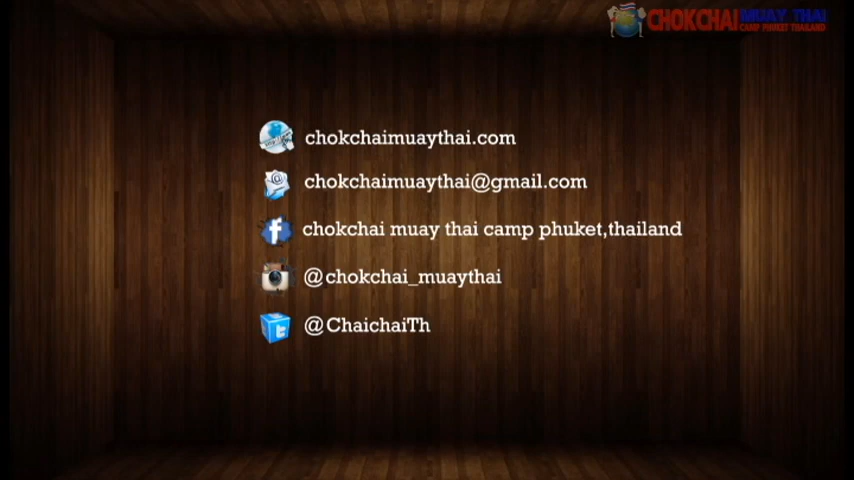 CHOKCHAI MUAY THAI
CAMP PHUKET THAILAND
chokchaimuaythai.com
chokchaimuaythai@gmail.com
chokchai muay thai camp phuket,thailand
@chokchai_muaythai
@ChaichaiTh